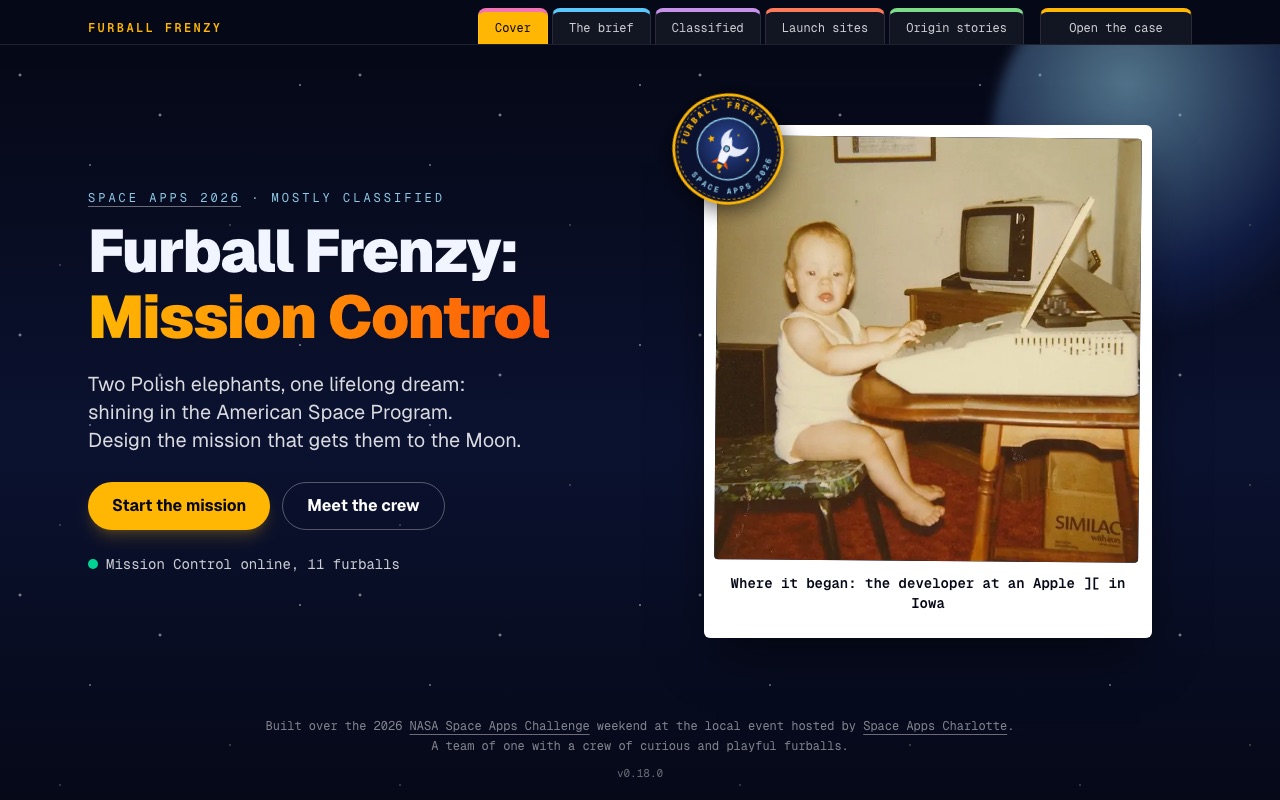 FURBALL FRENZY
Cover
The brief
Classified
Launch sites
Origin stories
Open the case
FURBALL FRENZY
SPACE APPS 2026
SPACE APPS 2026 · MOSTLY CLASSIFIED
Furball Frenzy:
Mission Control
Two Polish elephants, one lifelong dream:
shining in the American Space Program.
Design the mission that gets them to the Moon.
Start the mission
Meet the crew
Mission Control online, 11 furballs
SIMILAC
with iron
Where it began: the developer at an Apple ][ in
Iowa
Built over the 2026 NASA Space Apps Challenge weekend at the local event hosted by Space Apps Charlotte.
A team of one with a crew of curious and playful furballs.
v0.18.0